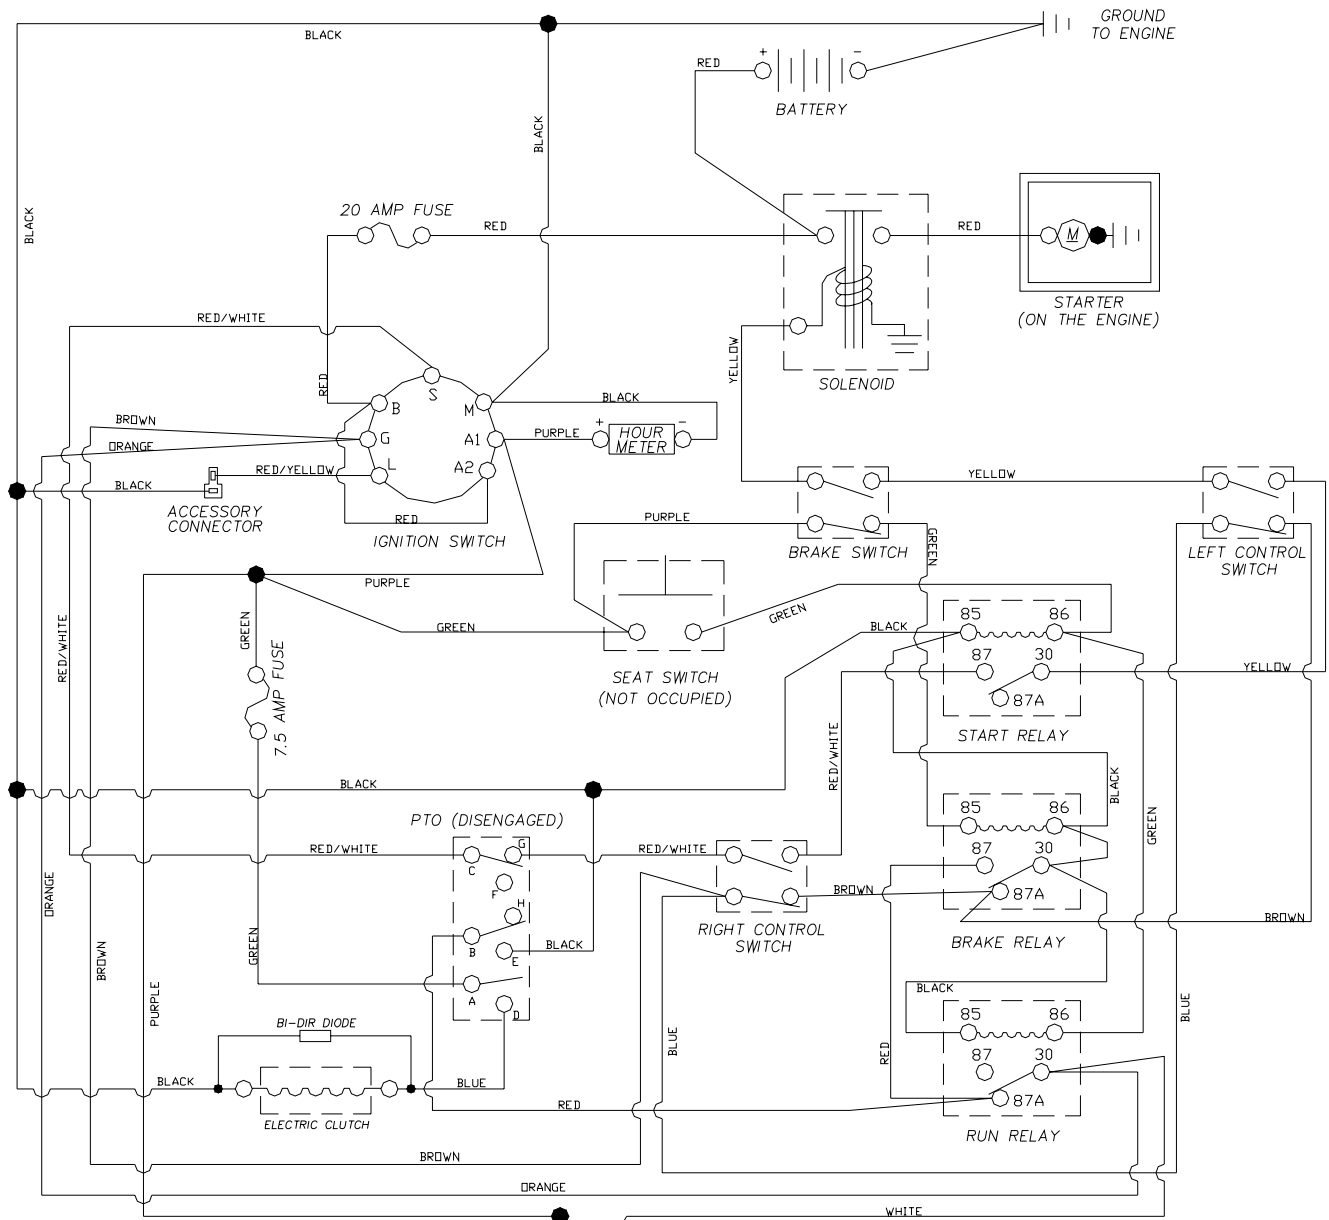 GROUND
TO ENGINE
BLACK
RED
+
-
BATTERY
BLACK
BLACK
20 AMP FUSE
RED
RED
M
STARTER
(ON THE ENGINE)
RED/WHITE
YELLOW
SOLENOID
RED
S
B
M
BLACK
BROWN
G
A1
PURPLE
+
HOUR
METER
-
ORANGE
L
A2
RED/YELLOW
BLACK
ACCESSORY
CONNECTOR
RED
IGNITION SWITCH
YELLOW
PURPLE
BRAKE SWITCH
GREEN
LEFT CONTROL
SWITCH
PURPLE
GREEN
GREEN
GREEN
BLACK
85
86
87
30
87A
START RELAY
YELLOW
RED/WHITE
7.5 AMP FUSE
SEAT SWITCH
(NOT OCCUPIED)
RED/WHITE
BLACK
BLACK
GREEN
85
86
87
30
87A
BRAKE RELAY
PTO (DISENGAGED)
RED/WHITE
C
G
RED/WHITE
F
H
B
E
BLACK
A
D
BROWN
RIGHT CONTROL
SWITCH
BROWN
ORANGE
BROWN
GREEN
PURPLE
BLACK
BLUE
BLUE
85
86
87
30
87A
RUN RELAY
RED
BI-DIR DIODE
BLACK
BLUE
ELECTRIC CLUTCH
RED
BROWN
ORANGE
WHITE